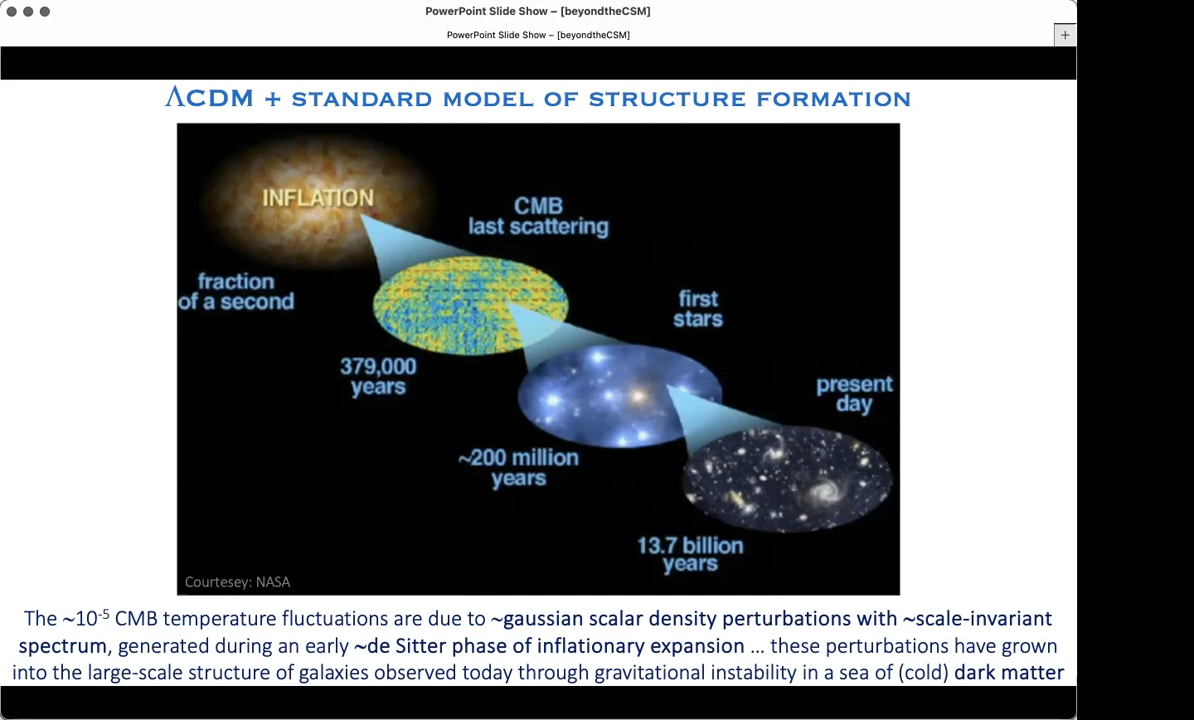 PowerPoint Slide Show – [beyondtheCSM]
PowerPoint Slide Show – [beyondtheCSM]
+
ΛCDM + STANDARD MODEL OF STRUCTURE FORMATION
INFLATION
CMB
last scattering
fraction
of a second
first
stars
379,000
years
present
day
~200 million
years
13.7 billion
years
Courtesey: NASA
The ~10⁻⁵ CMB temperature fluctuations are due to ~gaussian scalar density perturbations with ~scale-invariant
spectrum, generated during an early ~de Sitter phase of inflationary expansion … these perturbations have grown
into the large-scale structure of galaxies observed today through gravitational instability in a sea of (cold) dark matter